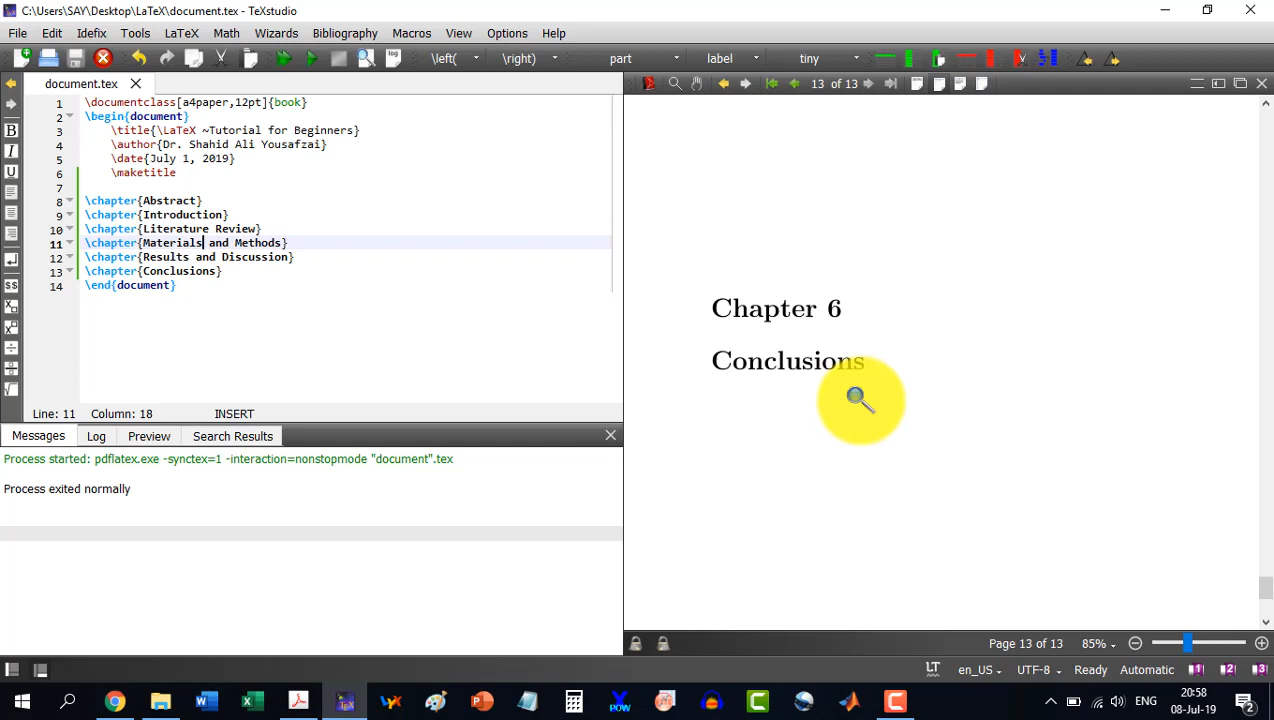 C:\Users\SAY\Desktop\LaTeX\document.tex - TeXstudio
File Edit Idefix Tools LaTeX Math Wizards Bibliography Macros View Options Help
log \left( \right) part label tiny
document.tex 13 of 13
1 \documentclass[a4paper,12pt]{book}
2 \begin{document}
3 \title{\LaTeX ~Tutorial for Beginners}
4 \author{Dr. Shahid Ali Yousafzai}
5 \date{July 1, 2019}
6 \maketitle
7
8 \chapter{Abstract}
9 \chapter{Introduction}
10 \chapter{Literature Review}
11 \chapter{Materials and Methods}
12 \chapter{Results and Discussion}
13 \chapter{Conclusions}
14 \end{document}
Chapter 6
Conclusions
Line: 11 Column: 18 INSERT
Messages Log Preview Search Results
Process started: pdflatex.exe -synctex=1 -interaction=nonstopmode "document".tex
Process exited normally
Page 13 of 13 85%
LT en_US UTF-8 Ready Automatic 1 2 3
POW ENG 20:58
08-Jul-19 2